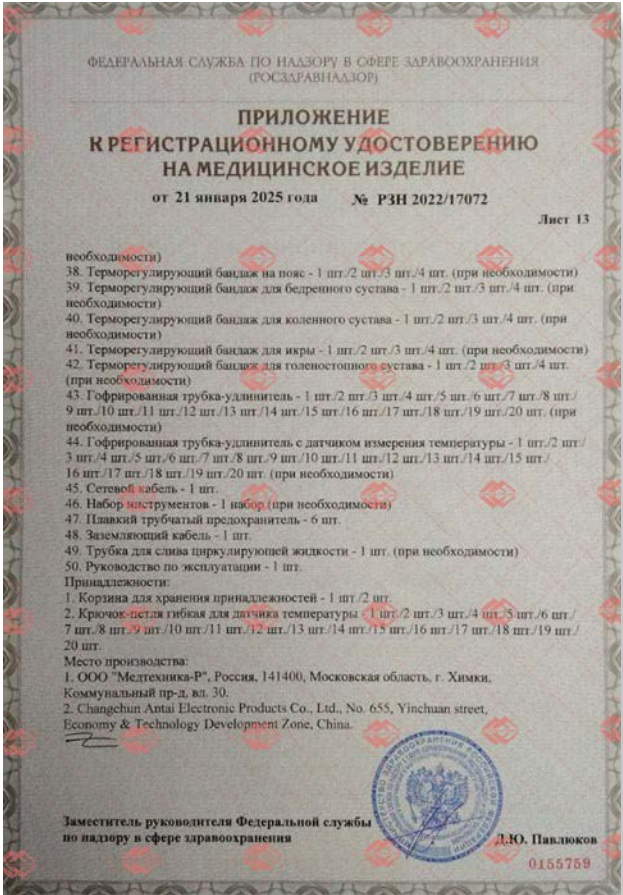 ФЕДЕРАЛЬНАЯ СЛУЖБА ПО НАДЗОРУ В СФЕРЕ ЗДРАВООХРАНЕНИЯ
(РОСЗДРАВНАДЗОР)
ПРИЛОЖЕНИЕ
К РЕГИСТРАЦИОННОМУ УДОСТОВЕРЕНИЮ
НА МЕДИЦИНСКОЕ ИЗДЕЛИЕ
от 21 января 2025 года № РЗН 2022/17072
Лист 13
необходимости)
38. Терморегулирующий бандаж на пояс - 1 шт./2 шт./3 шт./4 шт. (при необходимости)
39. Терморегулирующий бандаж для бедренного сустава - 1 шт./2 шт./3 шт./4 шт. (при
необходимости)
40. Терморегулирующий бандаж для коленного сустава - 1 шт./2 шт./3 шт./4 шт. (при
необходимости)
41. Терморегулирующий бандаж для икры - 1 шт./2 шт./3 шт./4 шт. (при необходимости)
42. Терморегулирующий бандаж для голеностопного сустава - 1 шт./2 шт./3 шт./4 шт.
(при необходимости)
43. Гофрированная трубка-удлинитель - 1 шт./2 шт./3 шт./4 шт./5 шт./6 шт./7 шт./8 шт./
9 шт./10 шт./11 шт./12 шт./13 шт./14 шт./15 шт./16 шт./17 шт./18 шт./19 шт./20 шт. (при
необходимости)
44. Гофрированная трубка-удлинитель с датчиком измерения температуры - 1 шт./2 шт./
3 шт./4 шт./5 шт./6 шт./7 шт./8 шт./9 шт./10 шт./11 шт./12 шт./13 шт./14 шт./15 шт./
16 шт./17 шт./18 шт./19 шт./20 шт. (при необходимости)
45. Сетевой кабель - 1 шт.
46. Набор инструментов - 1 набор (при необходимости)
47. Плавкий трубчатый предохранитель - 6 шт.
48. Заземляющий кабель - 1 шт.
49. Трубка для слива циркулирующей жидкости - 1 шт. (при необходимости)
50. Руководство по эксплуатации - 1 шт.
Принадлежности:
1. Корзина для хранения принадлежностей - 1 шт./2 шт.
2. Крючок-петля гибкая для датчика температуры - 1 шт./2 шт./3 шт./4 шт./5 шт./6 шт./
7 шт./8 шт./9 шт./10 шт./11 шт./12 шт./13 шт./14 шт./15 шт./16 шт./17 шт./18 шт./19 шт./
20 шт.
Место производства:
1. ООО "Медтехника-Р", Россия, 141400, Московская область, г. Химки,
Коммунальный пр-д, вл. 30.
2. Changchun Antai Electronic Products Co., Ltd., No. 655, Yinchuan street,
Economy & Technology Development Zone, China.
Заместитель руководителя Федеральной службы
по надзору в сфере здравоохранения
Д.Ю. Павлюков
0155759